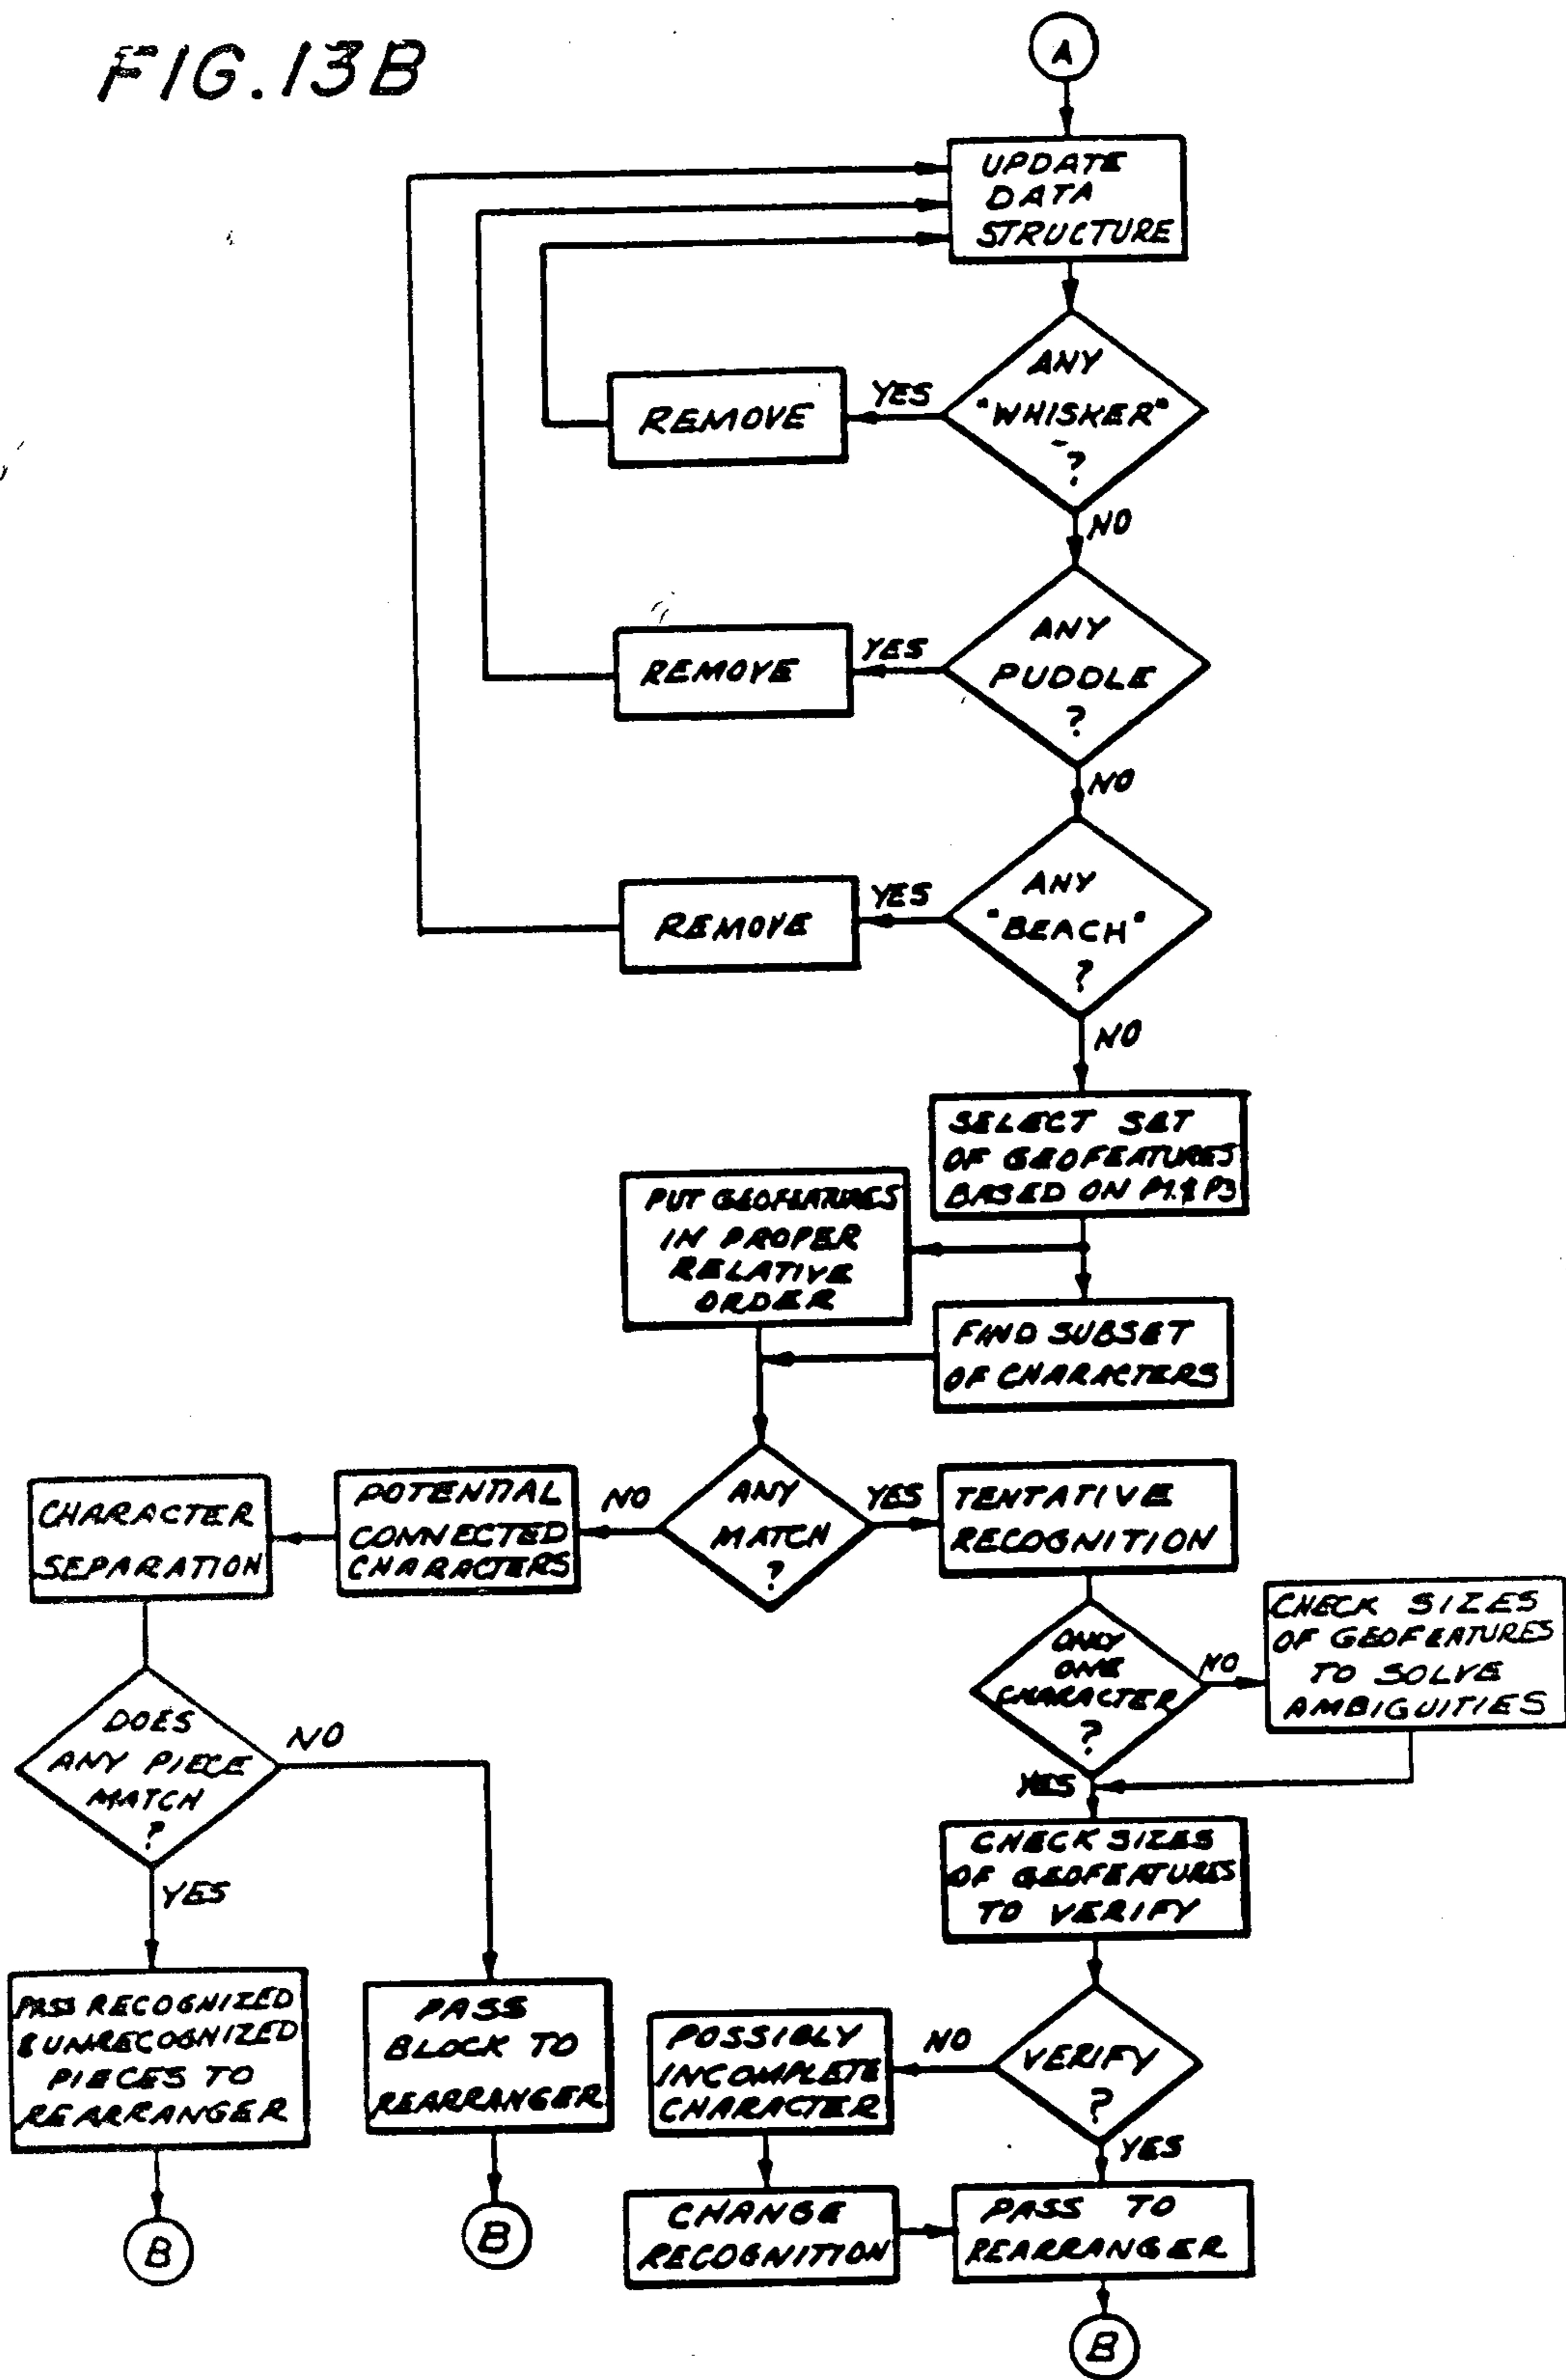 FIG. 13B
A
UPDATE
DATA
STRUCTURE
ANY
"WHISKER"
?
YES
REMOVE
NO
ANY
PUDDLE
?
YES
REMOVE
NO
ANY
"BEACH"
?
YES
REMOVE
NO
SELECT SET
OF GEOFEATURES
BASED ON P1 & P3
PUT GEOFEATURES
IN PROPER
RELATIVE
ORDER
FIND SUBSET
OF CHARACTERS
ANY
MATCH
?
NO
YES
POTENTIAL
CONNECTED
CHARACTERS
CHARACTER
SEPARATION
TENTATIVE
RECOGNITION
ONLY
ONE
CHARACTER
?
NO
CHECK SIZES
OF GEOFEATURES
TO SOLVE
AMBIGUITIES
YES
DOES
ANY PIECE
MATCH
?
NO
YES
CHECK SIZES
OF GEOFEATURES
TO VERIFY
PASS RECOGNIZED
& UNRECOGNIZED
PIECES TO
REARRANGER
PASS
BLOCK TO
REARRANGER
VERIFY
?
NO
POSSIBLY
INCOMPLETE
CHARACTER
YES
CHANGE
RECOGNITION
PASS TO
REARRANGER
B
B
B